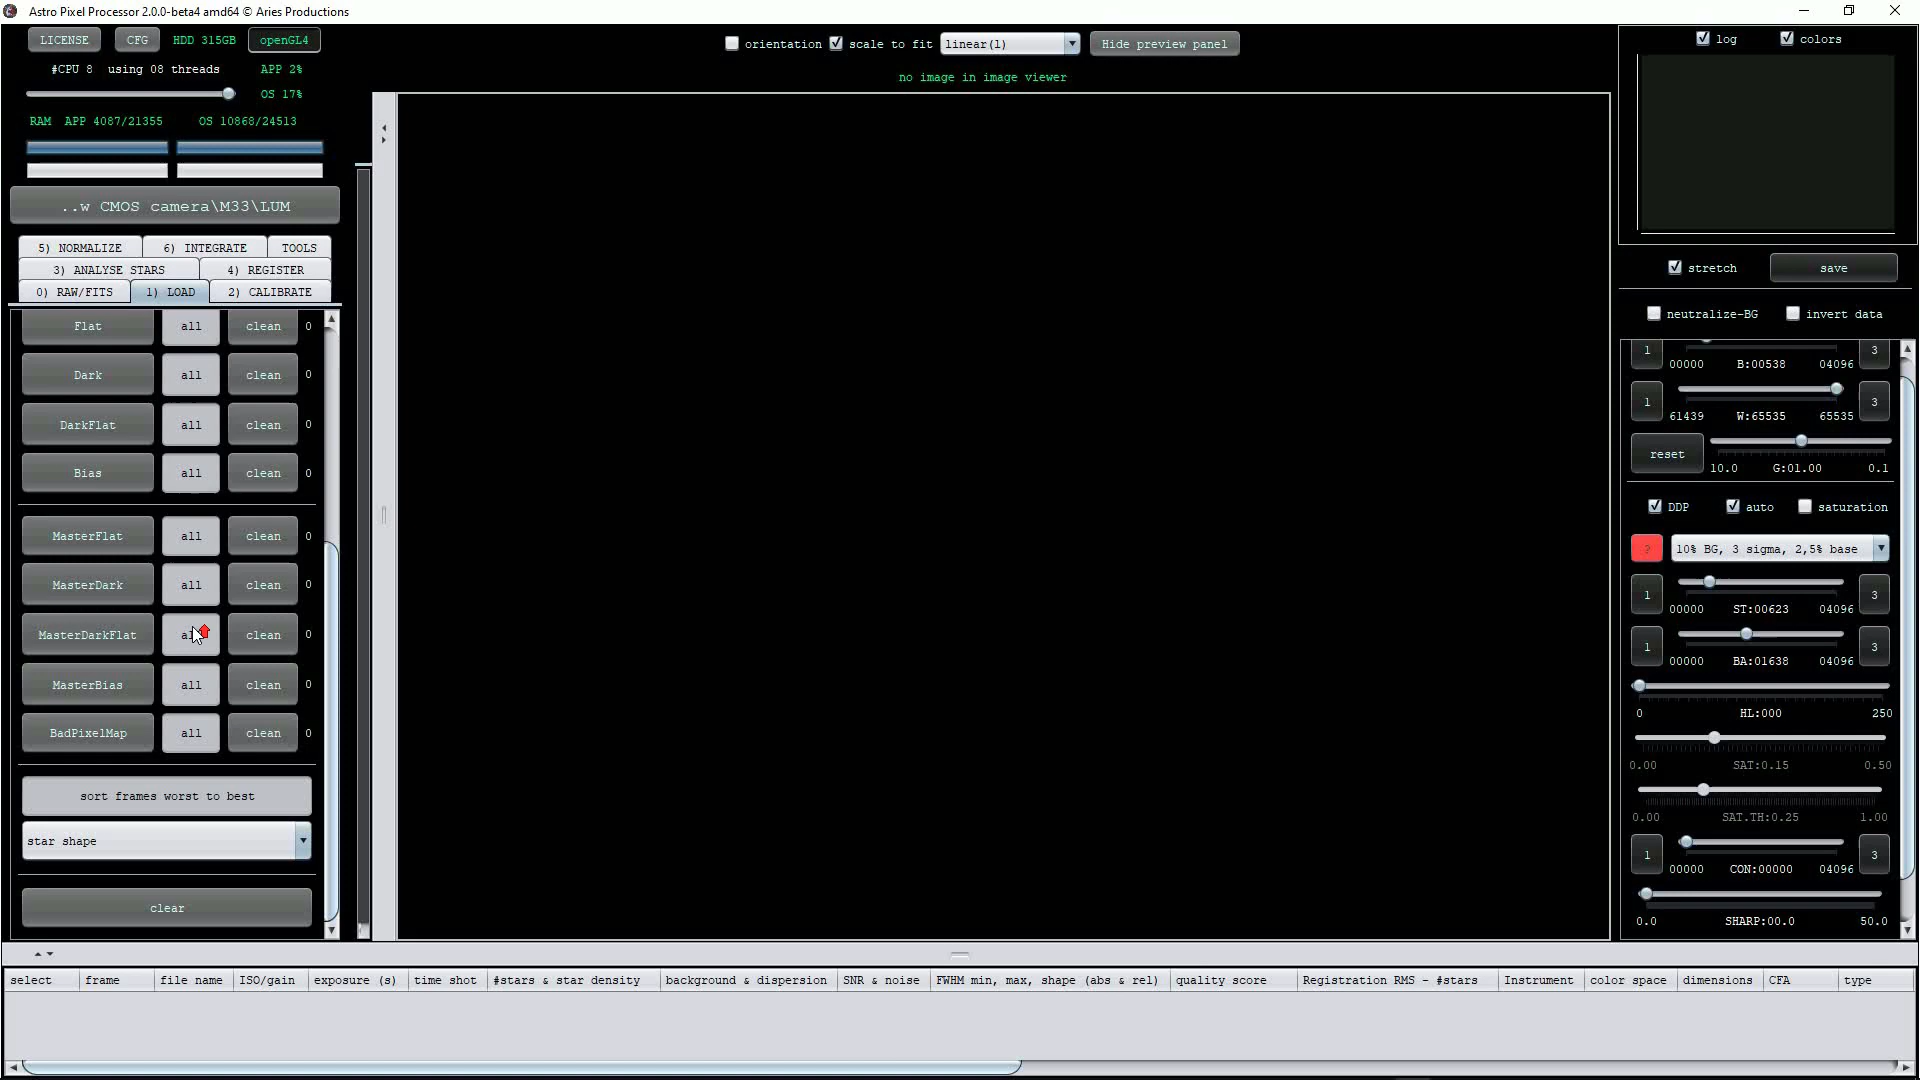 Astro Pixel Processor 2.0.0-beta4 amd64 © Aries Productions
LICENSE CFG HDD 315GB openGL4
#CPU 8 using 08 threads APP 2%
OS 17%
RAM APP 4087/21355 OS 10868/24513
..w CMOS camera\M33\LUM
5) NORMALIZE 6) INTEGRATE TOOLS
3) ANALYSE STARS 4) REGISTER
0) RAW/FITS 1) LOAD 2) CALIBRATE
Flat all clean 0
Dark all clean 0
DarkFlat all clean 0
Bias all clean 0
MasterFlat all clean 0
MasterDark all clean 0
MasterDarkFlat all clean 0
MasterBias all clean 0
BadPixelMap all clean 0
sort frames worst to best
star shape
clear
orientation scale to fit linear(1) Hide preview panel
no image in image viewer
log colors
stretch save
neutralize-BG invert data
1 3
00000 B:00538 04096
1 3
61439 W:65535 65535
reset
10.0 G:01.00 0.1
DDP auto saturation
? 10% BG, 3 sigma, 2,5% base
1 3
00000 ST:00623 04096
1 3
00000 BA:01638 04096
0 HL:000 250
0.00 SAT:0.15 0.50
0.00 SAT.TH:0.25 1.00
1 3
00000 CON:00000 04096
0.0 SHARP:00.0 50.0
select frame file name ISO/gain exposure (s) time shot #stars & star density background & dispersion SNR & noise FWHM min, max, shape (abs & rel) quality score Registration RMS - #stars Instrument color space dimensions CFA type